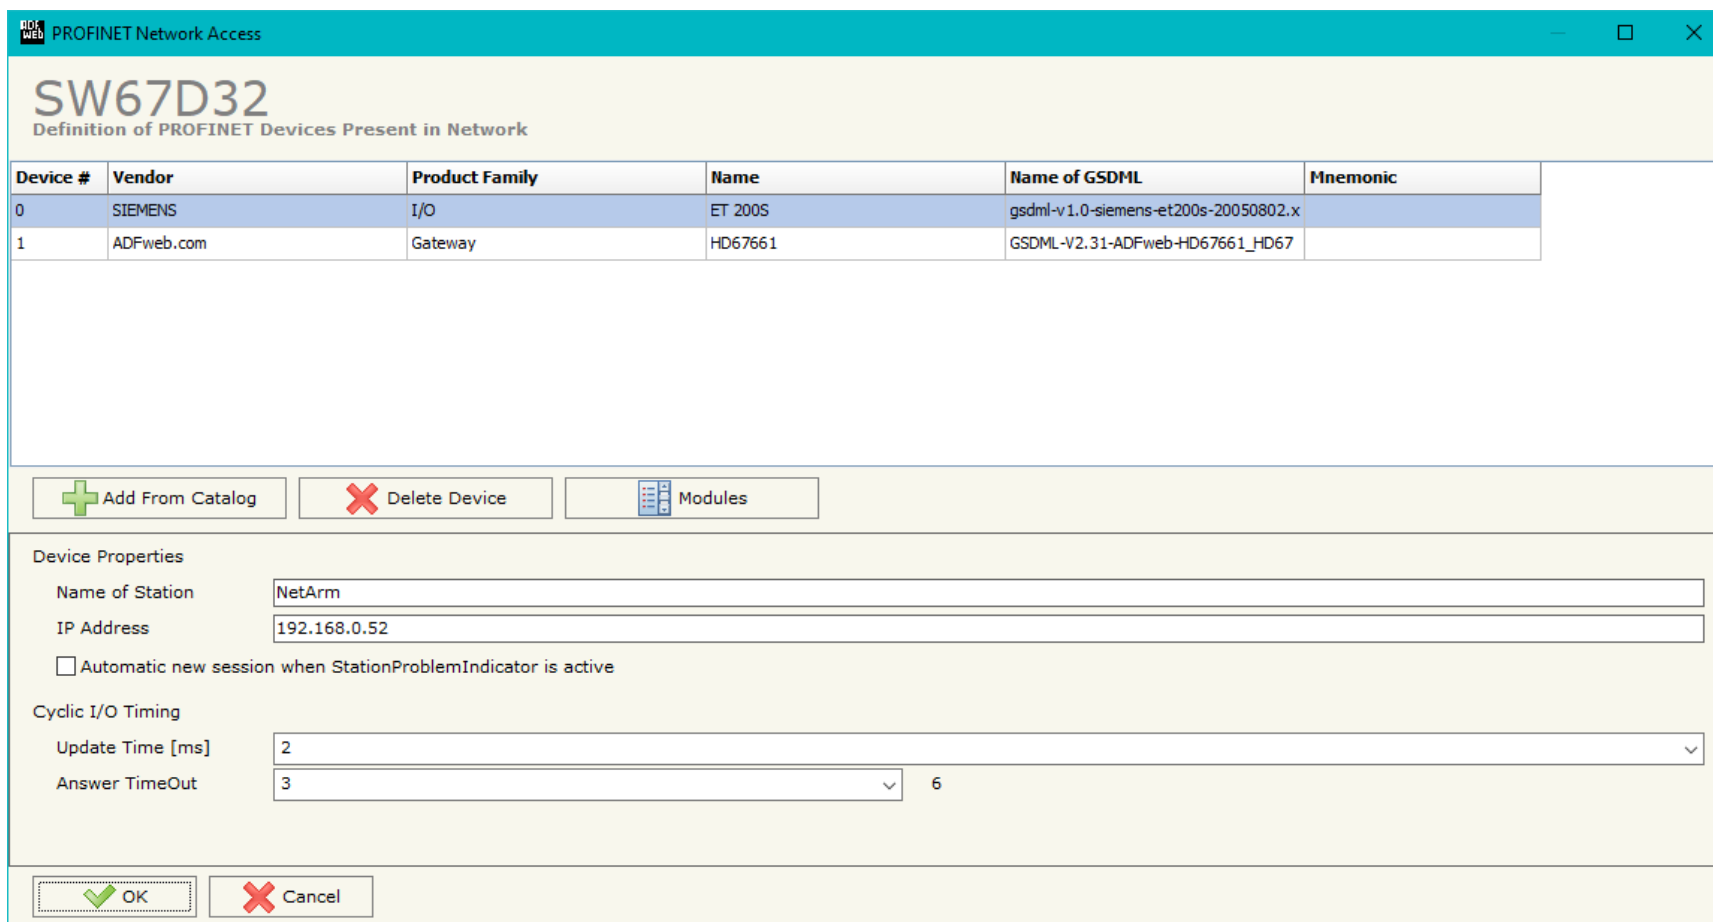 ADF WEB PROFINET Network Access
SW67D32
Definition of PROFINET Devices Present in Network
Device # Vendor Product Family Name Name of GSDML Mnemonic
0 SIEMENS I/O ET 200S gsdml-v1.0-siemens-et200s-20050802.x
1 ADFweb.com Gateway HD67661 GSDML-V2.31-ADFweb-HD67661_HD67
Add From Catalog Delete Device Modules
Device Properties
Name of Station NetArm
IP Address 192.168.0.52
Automatic new session when StationProblemIndicator is active
Cyclic I/O Timing
Update Time [ms] 2
Answer TimeOut 3 6
OK Cancel